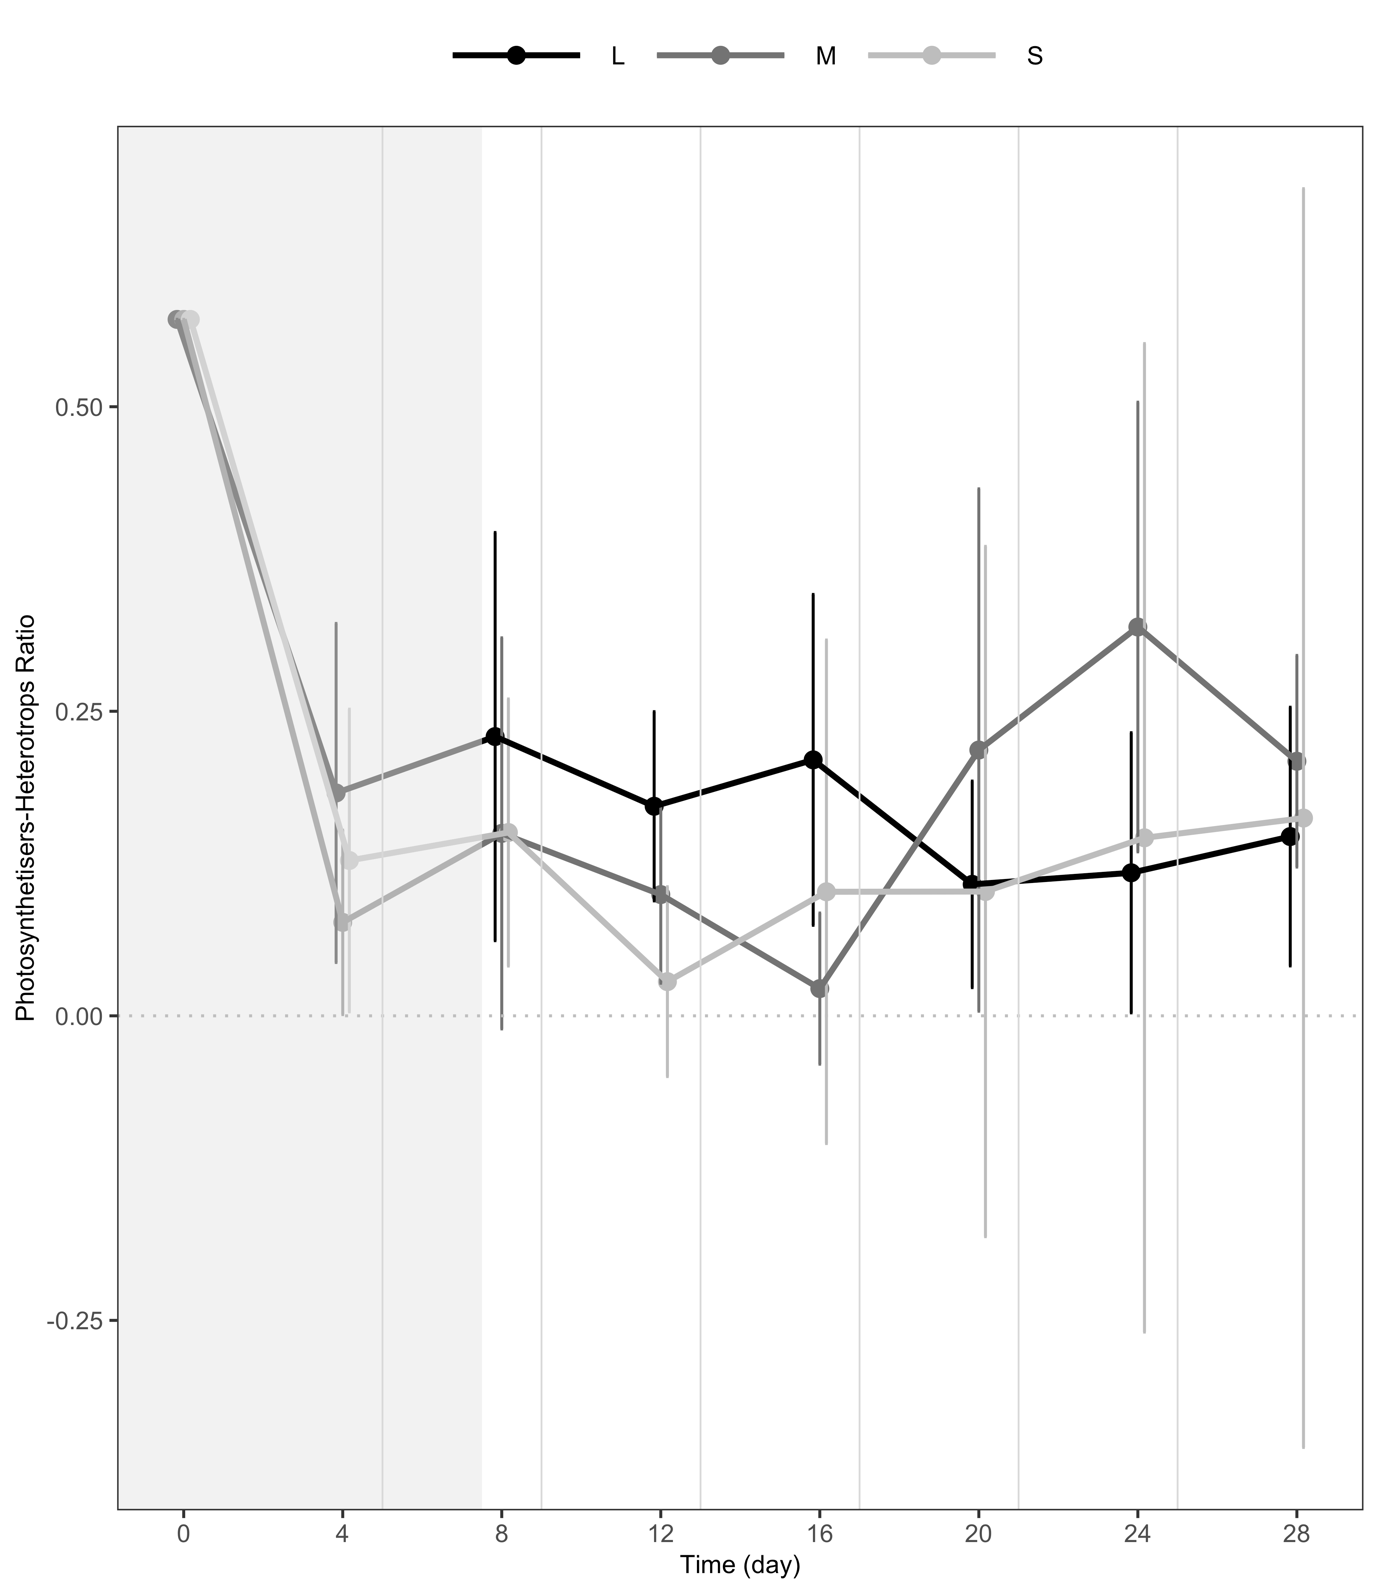 L M S
Photosynthetisers-Heterotrops Ratio
0.50
0.25
0.00
-0.25
0 4 8 12 16 20 24 28
Time (day)